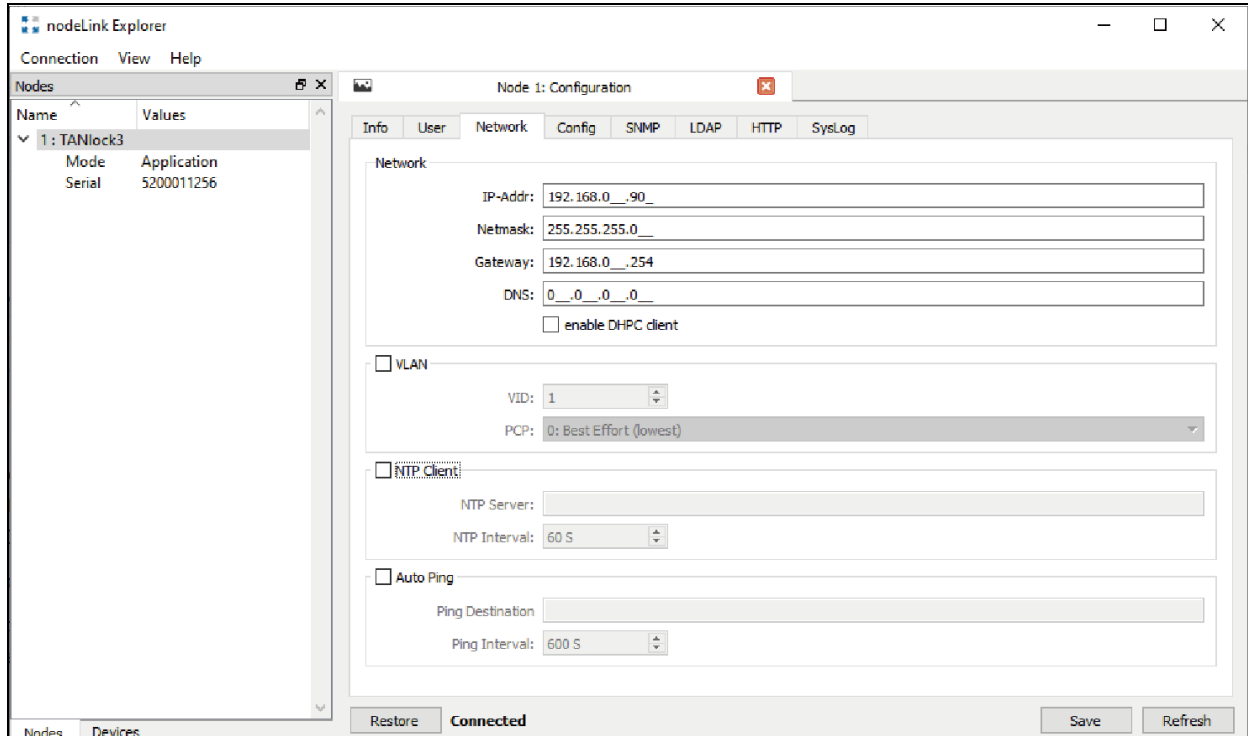 nodeLink Explorer
Connection View Help
Nodes
Name Values
1 : TANlock3
Mode Application
Serial 5200011256
Nodes Devices
Node 1: Configuration
Info User Network Config SNMP LDAP HTTP SysLog
Network
IP-Addr: 192.168.0__.90_
Netmask: 255.255.255.0__
Gateway: 192.168.0__.254
DNS: 0__.0__.0__.0__
enable DHPC client
VLAN
VID: 1
PCP: 0: Best Effort (lowest)
NTP Client
NTP Server:
NTP Interval: 60 S
Auto Ping
Ping Destination
Ping Interval: 600 S
Restore Connected Save Refresh